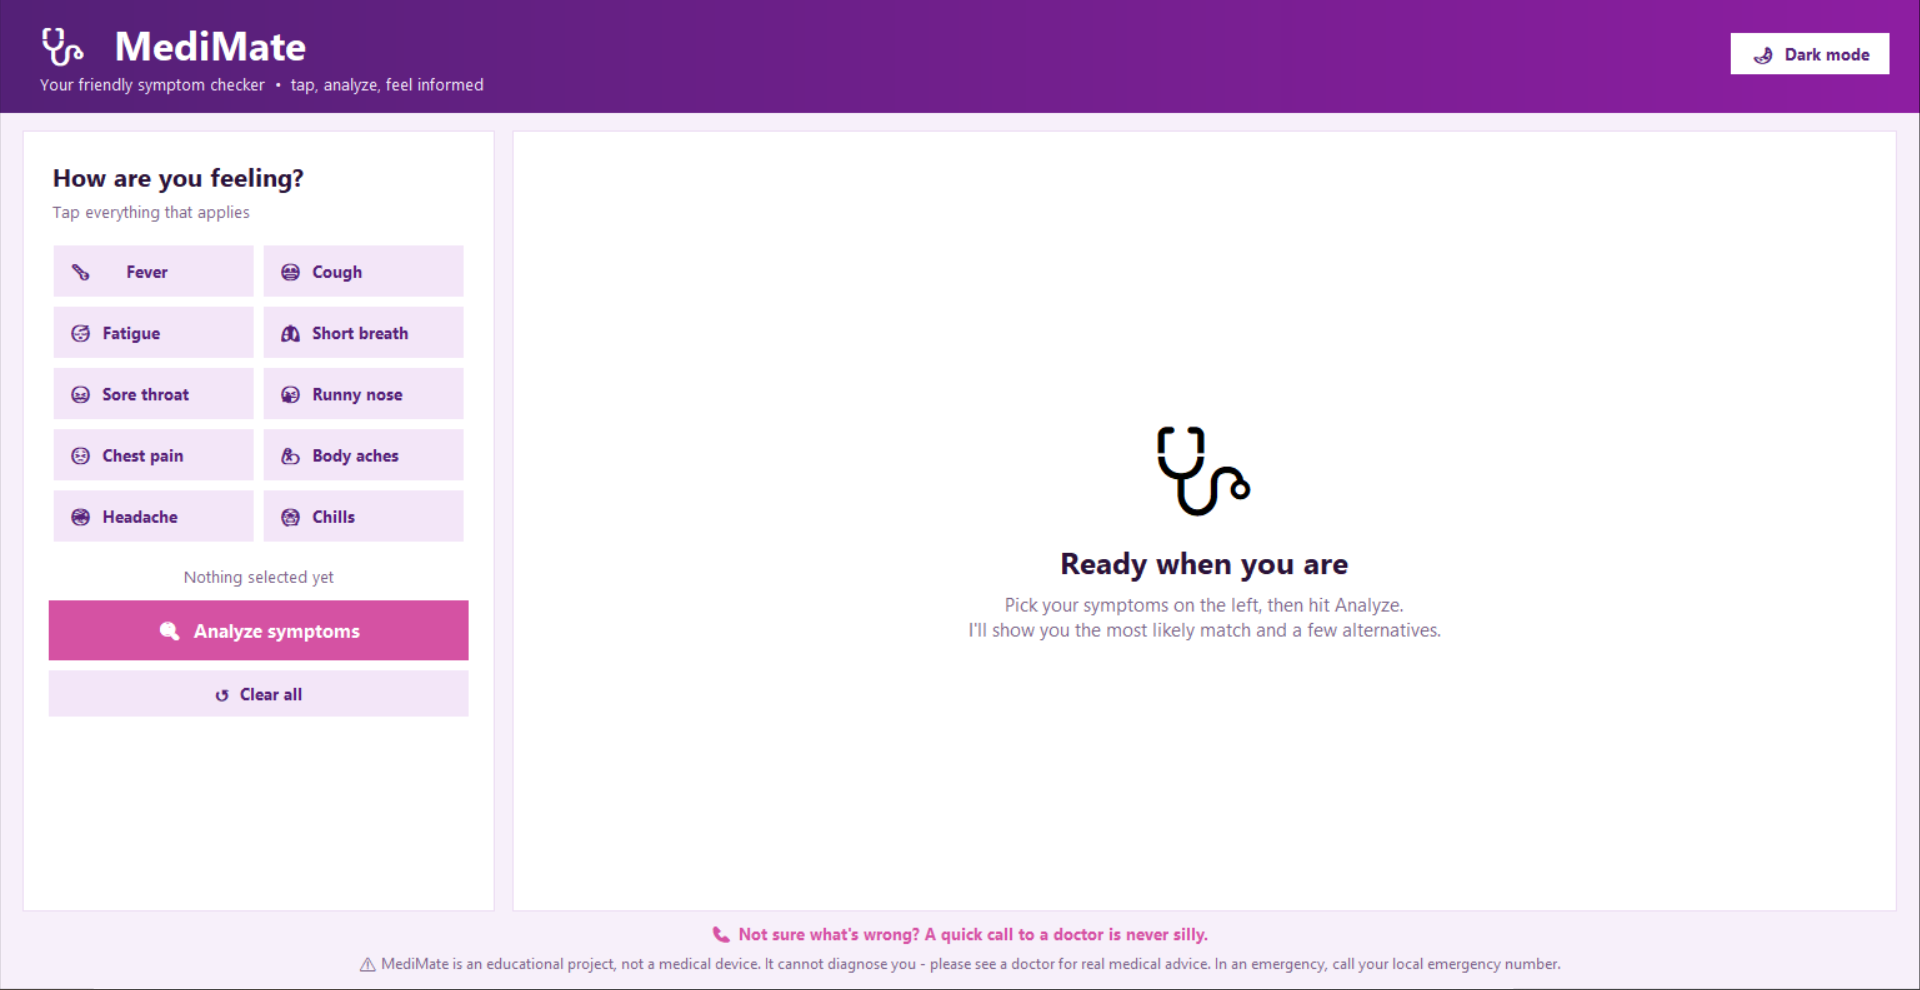 MediMate
Your friendly symptom checker • tap, analyze, feel informed
Dark mode
How are you feeling?
Tap everything that applies
Fever
Cough
Fatigue
Short breath
Sore throat
Runny nose
Chest pain
Body aches
Headache
Chills
Nothing selected yet
Analyze symptoms
Clear all
Ready when you are
Pick your symptoms on the left, then hit Analyze.
I'll show you the most likely match and a few alternatives.
Not sure what's wrong? A quick call to a doctor is never silly.
MediMate is an educational project, not a medical device. It cannot diagnose you - please see a doctor for real medical advice. In an emergency, call your local emergency number.